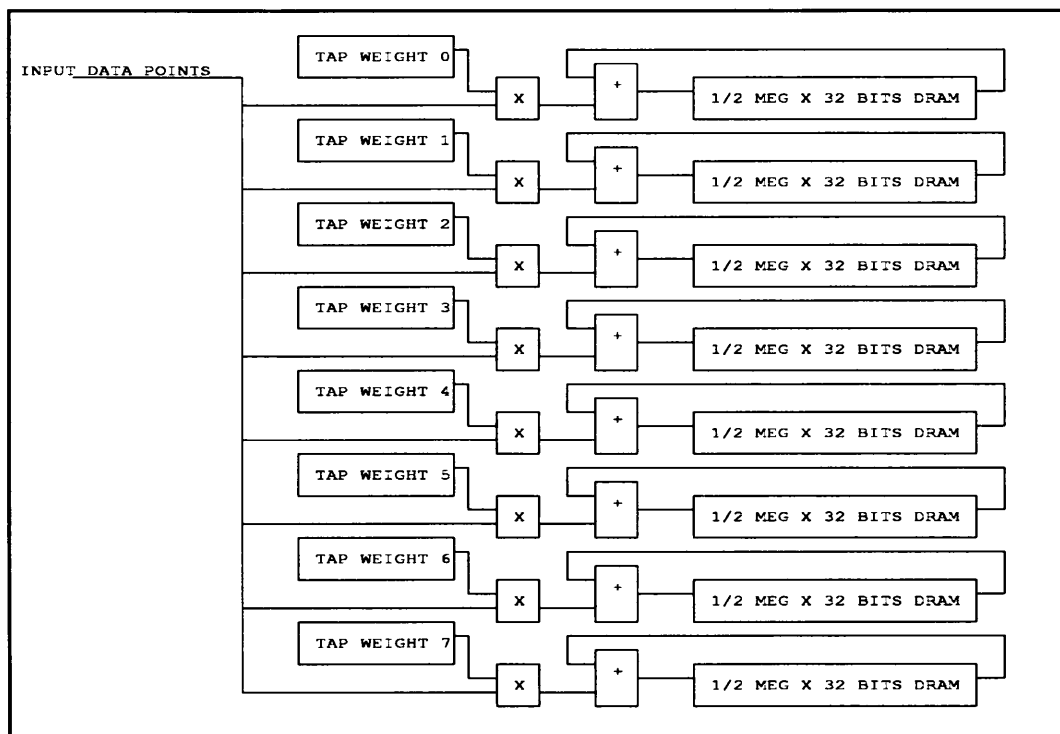 TAP WEIGHT 0
INPUT DATA POINTS
X
+
1/2 MEG X 32 BITS DRAM
TAP WEIGHT 1
X
+
1/2 MEG X 32 BITS DRAM
TAP WEIGHT 2
X
+
1/2 MEG X 32 BITS DRAM
TAP WEIGHT 3
X
+
1/2 MEG X 32 BITS DRAM
TAP WEIGHT 4
X
+
1/2 MEG X 32 BITS DRAM
TAP WEIGHT 5
X
+
1/2 MEG X 32 BITS DRAM
TAP WEIGHT 6
X
+
1/2 MEG X 32 BITS DRAM
TAP WEIGHT 7
X
+
1/2 MEG X 32 BITS DRAM